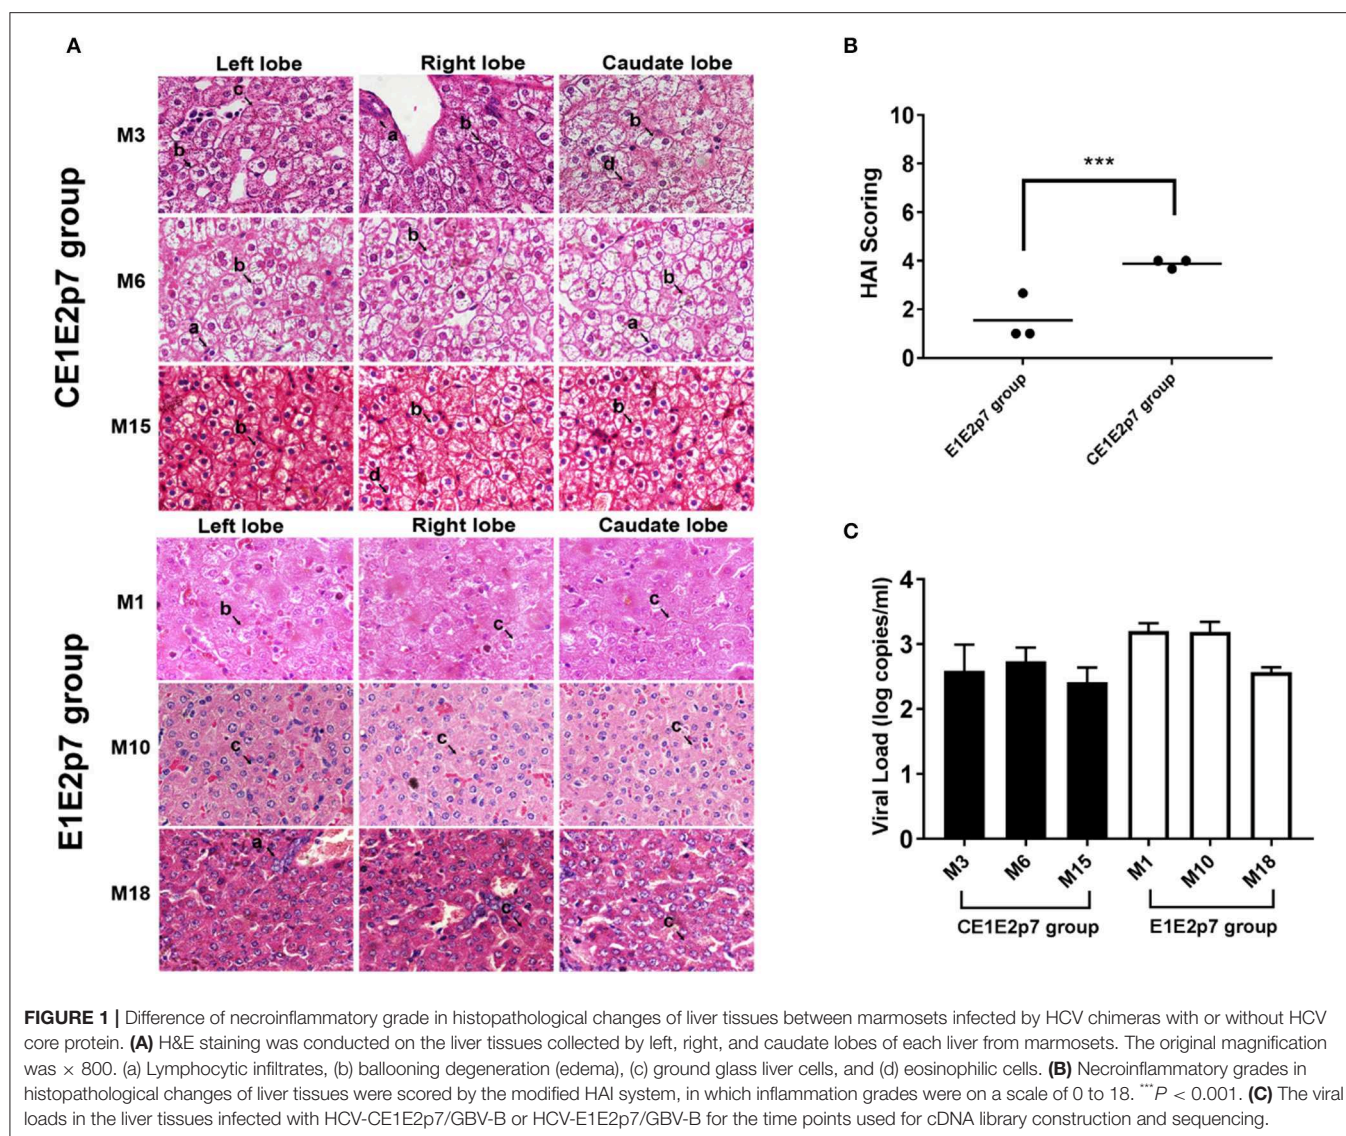 A
Left lobe Right lobe Caudate lobe
CE1E2p7 group
M3
c
b
a
b
b
d
M6
b
a
b
b
a
M15
b
b
d
b
Left lobe Right lobe Caudate lobe
E1E2p7 group
M1
b
c
c
M10
c
c
c
M18
a
c
c
B
HAI Scoring
10
8
6
4
2
0
***
E1E2p7 group
CE1E2p7 group
C
Viral Load (log copies/ml)
4
3
2
1
0
M3 M6 M15 M1 M10 M18
CE1E2p7 group E1E2p7 group
FIGURE 1 | Difference of necroinflammatory grade in histopathological changes of liver tissues between marmosets infected by HCV chimeras with or without HCV
core protein. (A) H&E staining was conducted on the liver tissues collected by left, right, and caudate lobes of each liver from marmosets. The original magnification
was × 800. (a) Lymphocytic infiltrates, (b) ballooning degeneration (edema), (c) ground glass liver cells, and (d) eosinophilic cells. (B) Necroinflammatory grades in
histopathological changes of liver tissues were scored by the modified HAI system, in which inflammation grades were on a scale of 0 to 18. ***P < 0.001. (C) The viral
loads in the liver tissues infected with HCV-CE1E2p7/GBV-B or HCV-E1E2p7/GBV-B for the time points used for cDNA library construction and sequencing.